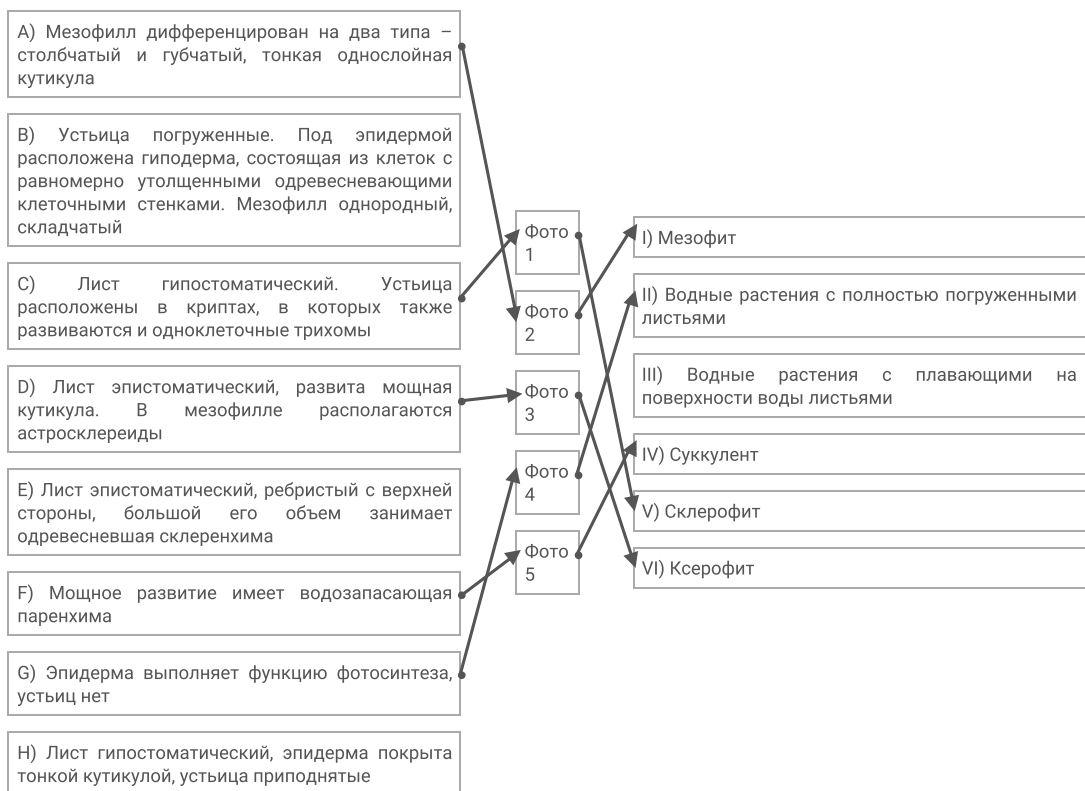 A) Мезофилл дифференцирован на два типа –
столбчатый и губчатый, тонкая однослойная
кутикула
B) Устьица погруженные. Под эпидермой
расположена гиподерма, состоящая из клеток с
равномерно утолщенными одревесневающими
клеточными стенками. Мезофилл однородный,
складчатый
C) Лист гипостоматический. Устьица
расположены в криптах, в которых также
развиваются и одноклеточные трихомы
D) Лист эпистоматический, развита мощная
кутикула. В мезофилле располагаются
астросклереиды
E) Лист эпистоматический, ребристый с верхней
стороны, большой его объем занимает
одревесневшая склеренхима
F) Мощное развитие имеет водозапасающая
паренхима
G) Эпидерма выполняет функцию фотосинтеза,
устьиц нет
H) Лист гипостоматический, эпидерма покрыта
тонкой кутикулой, устьица приподнятые
Фото
1
Фото
2
Фото
3
Фото
4
Фото
5
I) Мезофит
II) Водные растения с полностью погруженными
листьями
III) Водные растения с плавающими на
поверхности воды листьями
IV) Суккулент
V) Склерофит
VI) Ксерофит